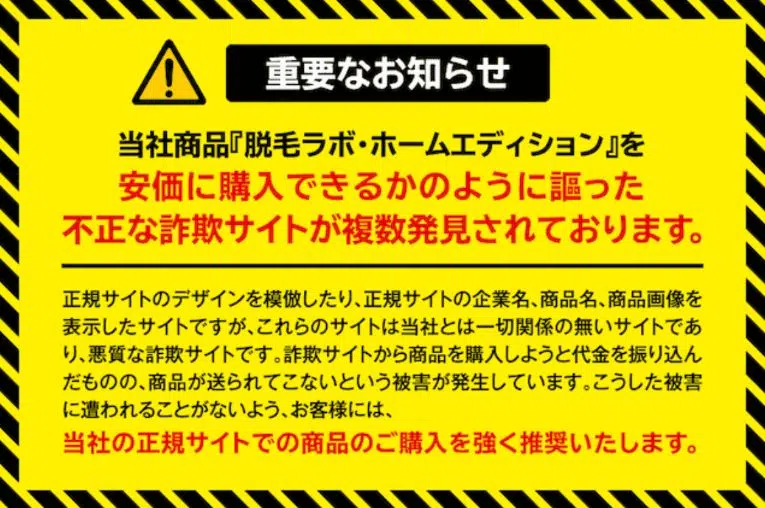 重要なお知らせ
当社商品『脱毛ラボ・ホームエディション』を
安価に購入できるかのように謳った
不正な詐欺サイトが複数発見されております。
正規サイトのデザインを模倣したり、正規サイトの企業名、商品名、商品画像を
表示したサイトですが、これらのサイトは当社とは一切関係の無いサイトであ
り、悪質な詐欺サイトです。詐欺サイトから商品を購入しようと代金を振り込ん
だものの、商品が送られてこないという被害が発生しています。こうした被害
に遭われることがないよう、お客様には、
当社の正規サイトでの商品のご購入を強く推奨いたします。